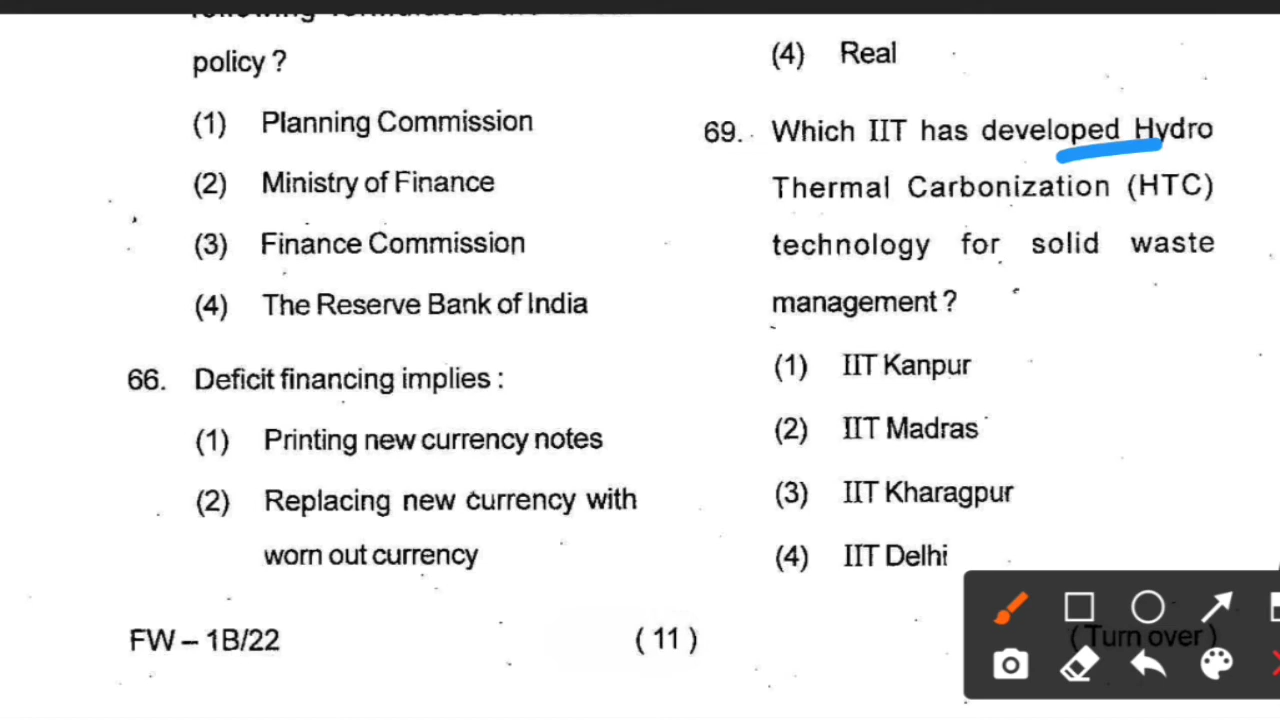 policy ?
(1) Planning Commission
(2) Ministry of Finance
(3) Finance Commission
(4) The Reserve Bank of India
66. Deficit financing implies :
(1) Printing new currency notes
(2) Replacing new currency with
worn out currency
FW – 1B/22
( 11 )
(4) Real
69. Which IIT has developed Hydro
Thermal Carbonization (HTC)
technology for solid waste
management ?
(1) IIT Kanpur
(2) IIT Madras
(3) IIT Kharagpur
(4) IIT Delhi
( Turn over )